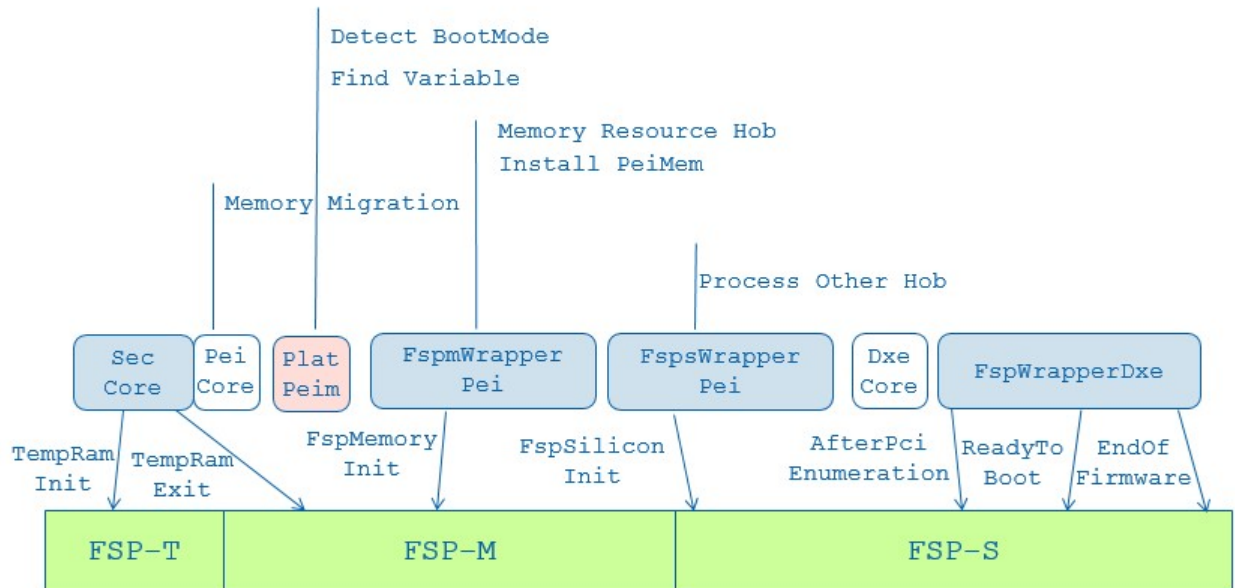 Detect BootMode
Find Variable
Memory Resource Hob
Install PeiMem
Memory Migration
Process Other Hob
Sec
Core
Pei
Core
Plat
Peim
FspmWrapper
Pei
FspsWrapper
Pei
Dxe
Core
FspWrapperDxe
TempRam
Init
TempRam
Exit
FspMemory
Init
FspSilicon
Init
AfterPci
Enumeration
ReadyTo
Boot
EndOf
Firmware
FSP-T
FSP-M
FSP-S